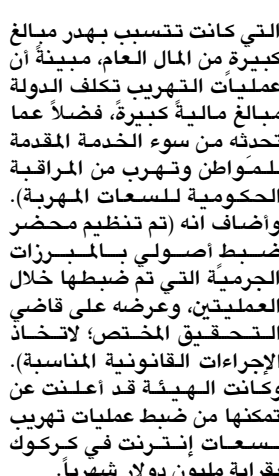 التي كانت تتسبب بهدر مبالغ
كبيرة من المال العام، مبينةً أن
عمليات التهريب تكلف الدولة
مبالغ ماليةً كبيرةً، فضلاً عما
تحدثه من سوء الخدمة المقدمة
للمواطن وتهرب من المراقبة
الحكومية للسعات المهربة).
وأضاف انه (تم تنظيم محضر
ضبط أصولي بالمبرزات
الجرمية التي تم ضبطها خلال
العمليتين، وعرضه على قاضي
التحقيق المختص؛ لاتخاذ
الإجراءات القانونية المناسبة).
وكانت الهيئة قد أعلنت عن
تمكنها من ضبط عمليات تهريب
سعات إنترنت في كركوك
تقرابة مليون دولار شهرياً.